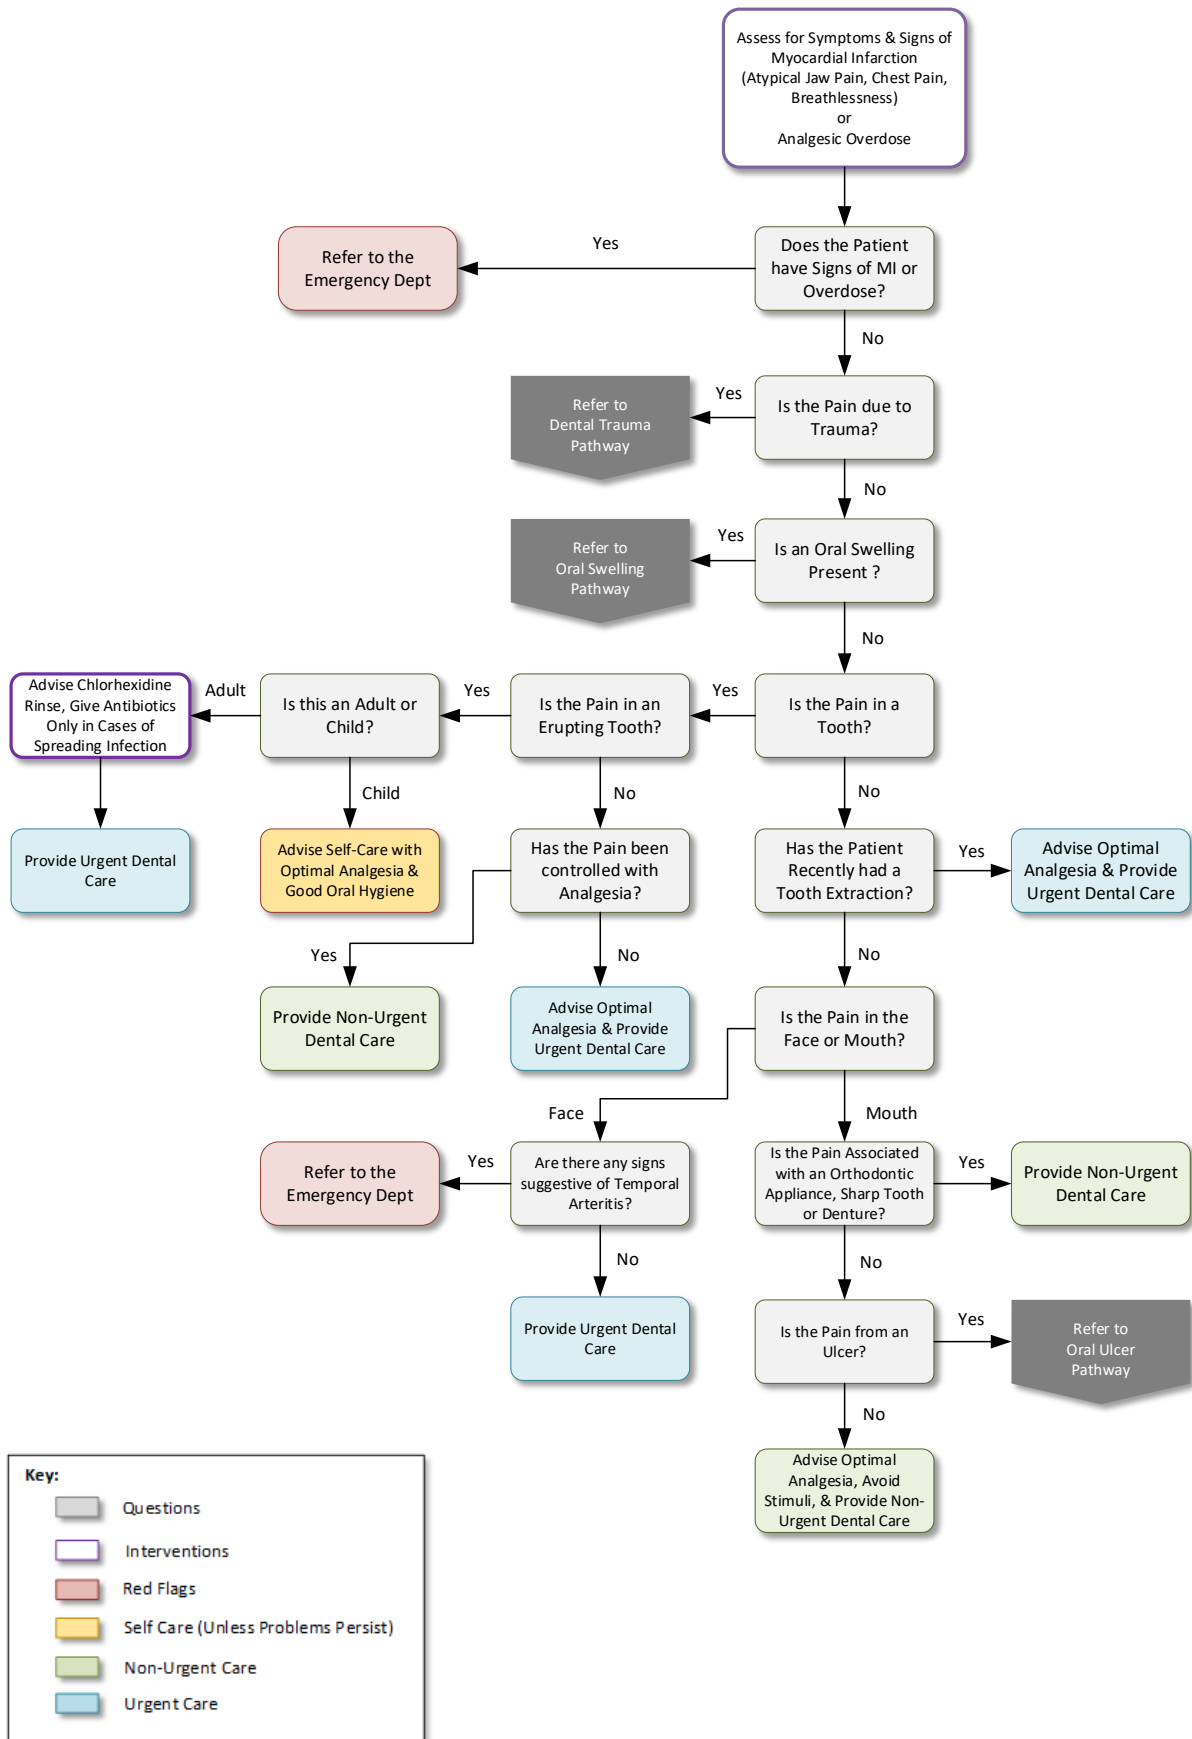 Assess for Symptoms & Signs of
Myocardial Infarction
(Atypical Jaw Pain, Chest Pain,
Breathlessness)
or
Analgesic Overdose
Does the Patient
have Signs of MI or
Overdose?
Yes
Refer to the
Emergency Dept
No
Is the Pain due to
Trauma?
Yes
Refer to
Dental Trauma
Pathway
No
Is an Oral Swelling
Present ?
Yes
Refer to
Oral Swelling
Pathway
No
Is the Pain in a
Tooth?
Yes
Is the Pain in an
Erupting Tooth?
Yes
Is this an Adult or
Child?
Adult
Advise Chlorhexidine
Rinse, Give Antibiotics
Only in Cases of
Spreading Infection
Provide Urgent Dental
Care
Child
Advise Self-Care with
Optimal Analgesia &
Good Oral Hygiene
No
Has the Pain been
controlled with
Analgesia?
Yes
Provide Non-Urgent
Dental Care
No
Advise Optimal
Analgesia & Provide
Urgent Dental Care
No
Has the Patient
Recently had a
Tooth Extraction?
Yes
Advise Optimal
Analgesia & Provide
Urgent Dental Care
No
Is the Pain in the
Face or Mouth?
Face
Are there any signs
suggestive of Temporal
Arteritis?
Yes
Refer to the
Emergency Dept
No
Provide Urgent Dental
Care
Mouth
Is the Pain Associated
with an Orthodontic
Appliance, Sharp Tooth
or Denture?
Yes
Provide Non-Urgent
Dental Care
No
Is the Pain from an
Ulcer?
Yes
Refer to
Oral Ulcer
Pathway
No
Advise Optimal
Analgesia, Avoid
Stimuli, & Provide Non-
Urgent Dental Care
Key:
Questions
Interventions
Red Flags
Self Care (Unless Problems Persist)
Non-Urgent Care
Urgent Care